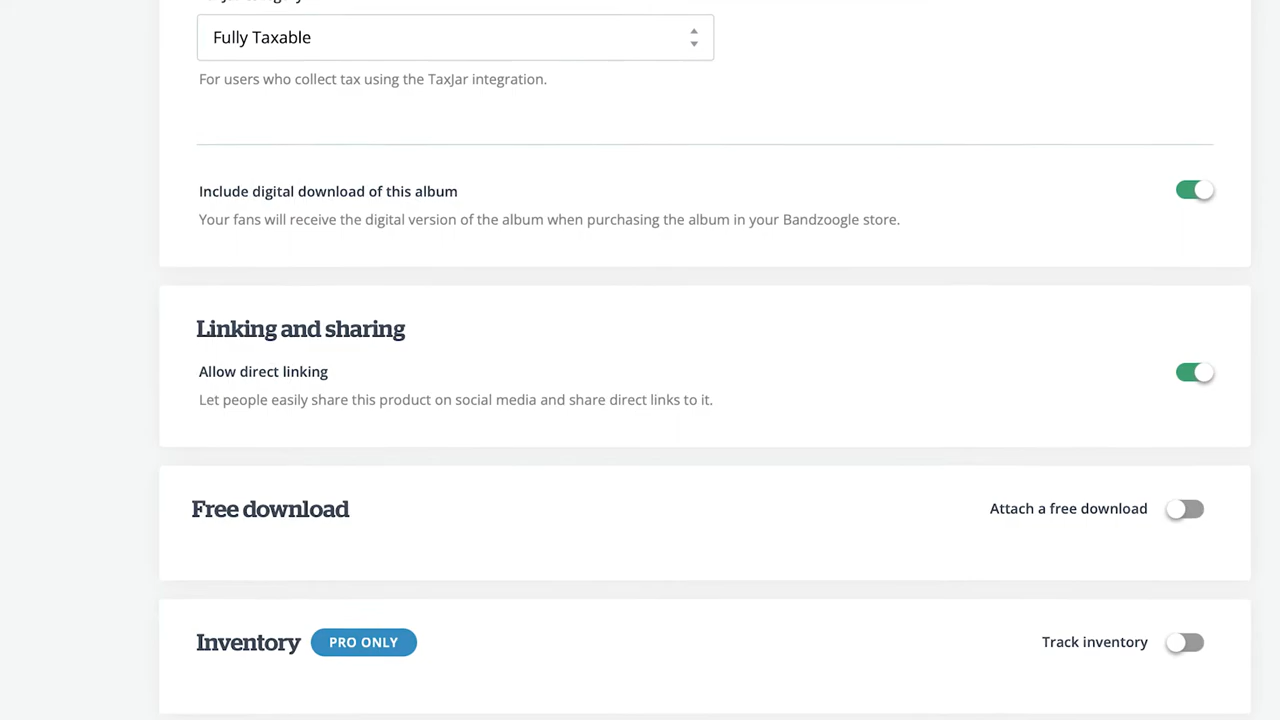 Fully Taxable
For users who collect tax using the TaxJar integration.
Include digital download of this album
Your fans will receive the digital version of the album when purchasing the album in your Bandzoogle store.
Linking and sharing
Allow direct linking
Let people easily share this product on social media and share direct links to it.
Free download
Attach a free download
Inventory PRO ONLY
Track inventory